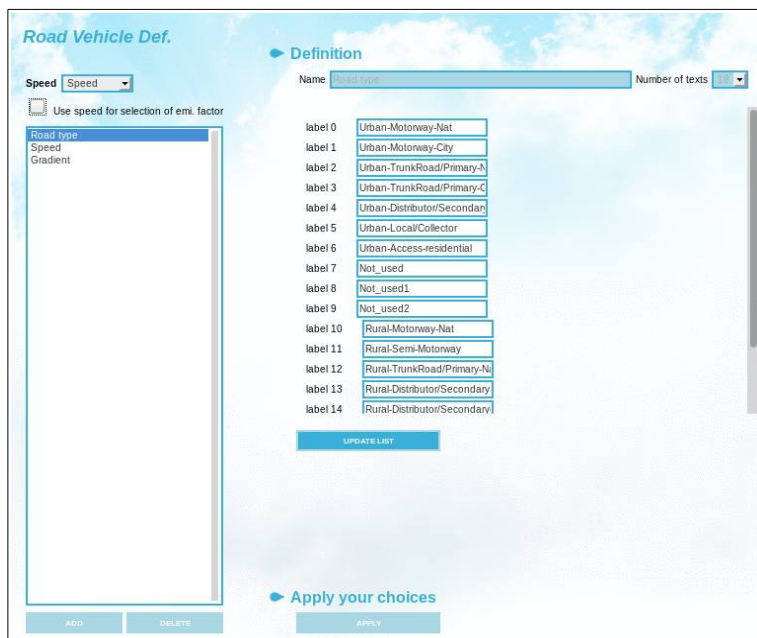 Road Vehicle Def.
Speed Speed
Use speed for selection of emi. factor
Road type
Speed
Gradient
ADD DELETE
Definition
Name Road type Number of texts 18
label 0 Urban-Motorway-Nat
label 1 Urban-Motorway-City
label 2 Urban-TrunkRoad/Primary-N
label 3 Urban-TrunkRoad/Primary-C
label 4 Urban-Distributor/Secondary
label 5 Urban-Local/Collector
label 6 Urban-Access-residential
label 7 Not_used
label 8 Not_used1
label 9 Not_used2
label 10 Rural-Motorway-Nat
label 11 Rural-Semi-Motorway
label 12 Rural-TrunkRoad/Primary-Na
label 13 Rural-Distributor/Secondary
label 14 Rural-Distributor/Secondary
UPDATE LIST
Apply your choices
APPLY